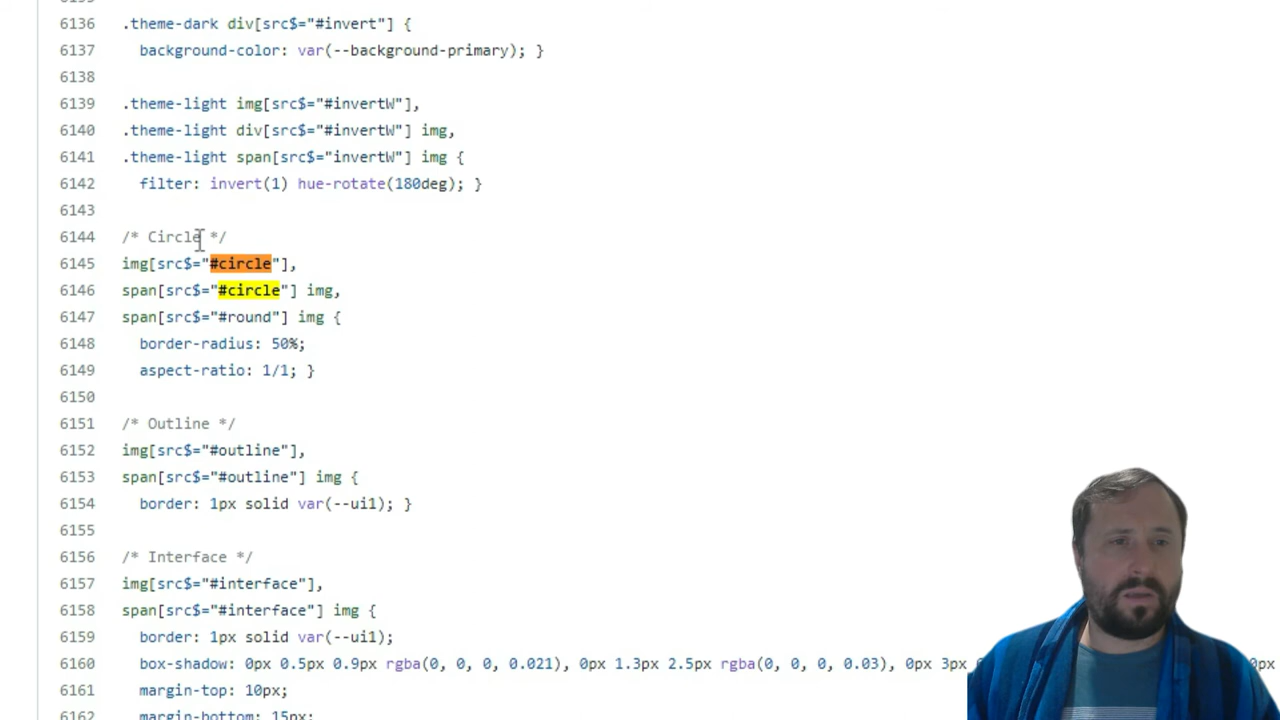 6136 .theme-dark div[src$="#invert"] {
6137 background-color: var(--background-primary); }
6138
6139 .theme-light img[src$="#invertW"],
6140 .theme-light div[src$="#invertW"] img,
6141 .theme-light span[src$="invertW"] img {
6142 filter: invert(1) hue-rotate(180deg); }
6143
6144 /* Circle */
6145 img[src$="#circle"],
6146 span[src$="#circle"] img,
6147 span[src$="#round"] img {
6148 border-radius: 50%;
6149 aspect-ratio: 1/1; }
6150
6151 /* Outline */
6152 img[src$="#outline"],
6153 span[src$="#outline"] img {
6154 border: 1px solid var(--ui1); }
6155
6156 /* Interface */
6157 img[src$="#interface"],
6158 span[src$="#interface"] img {
6159 border: 1px solid var(--ui1);
6160 box-shadow: 0px 0.5px 0.9px rgba(0, 0, 0, 0.021), 0px 1.3px 2.5px rgba(0, 0, 0, 0.03), 0px 3px
6161 margin-top: 10px;
6162 margin-bottom: 15px;